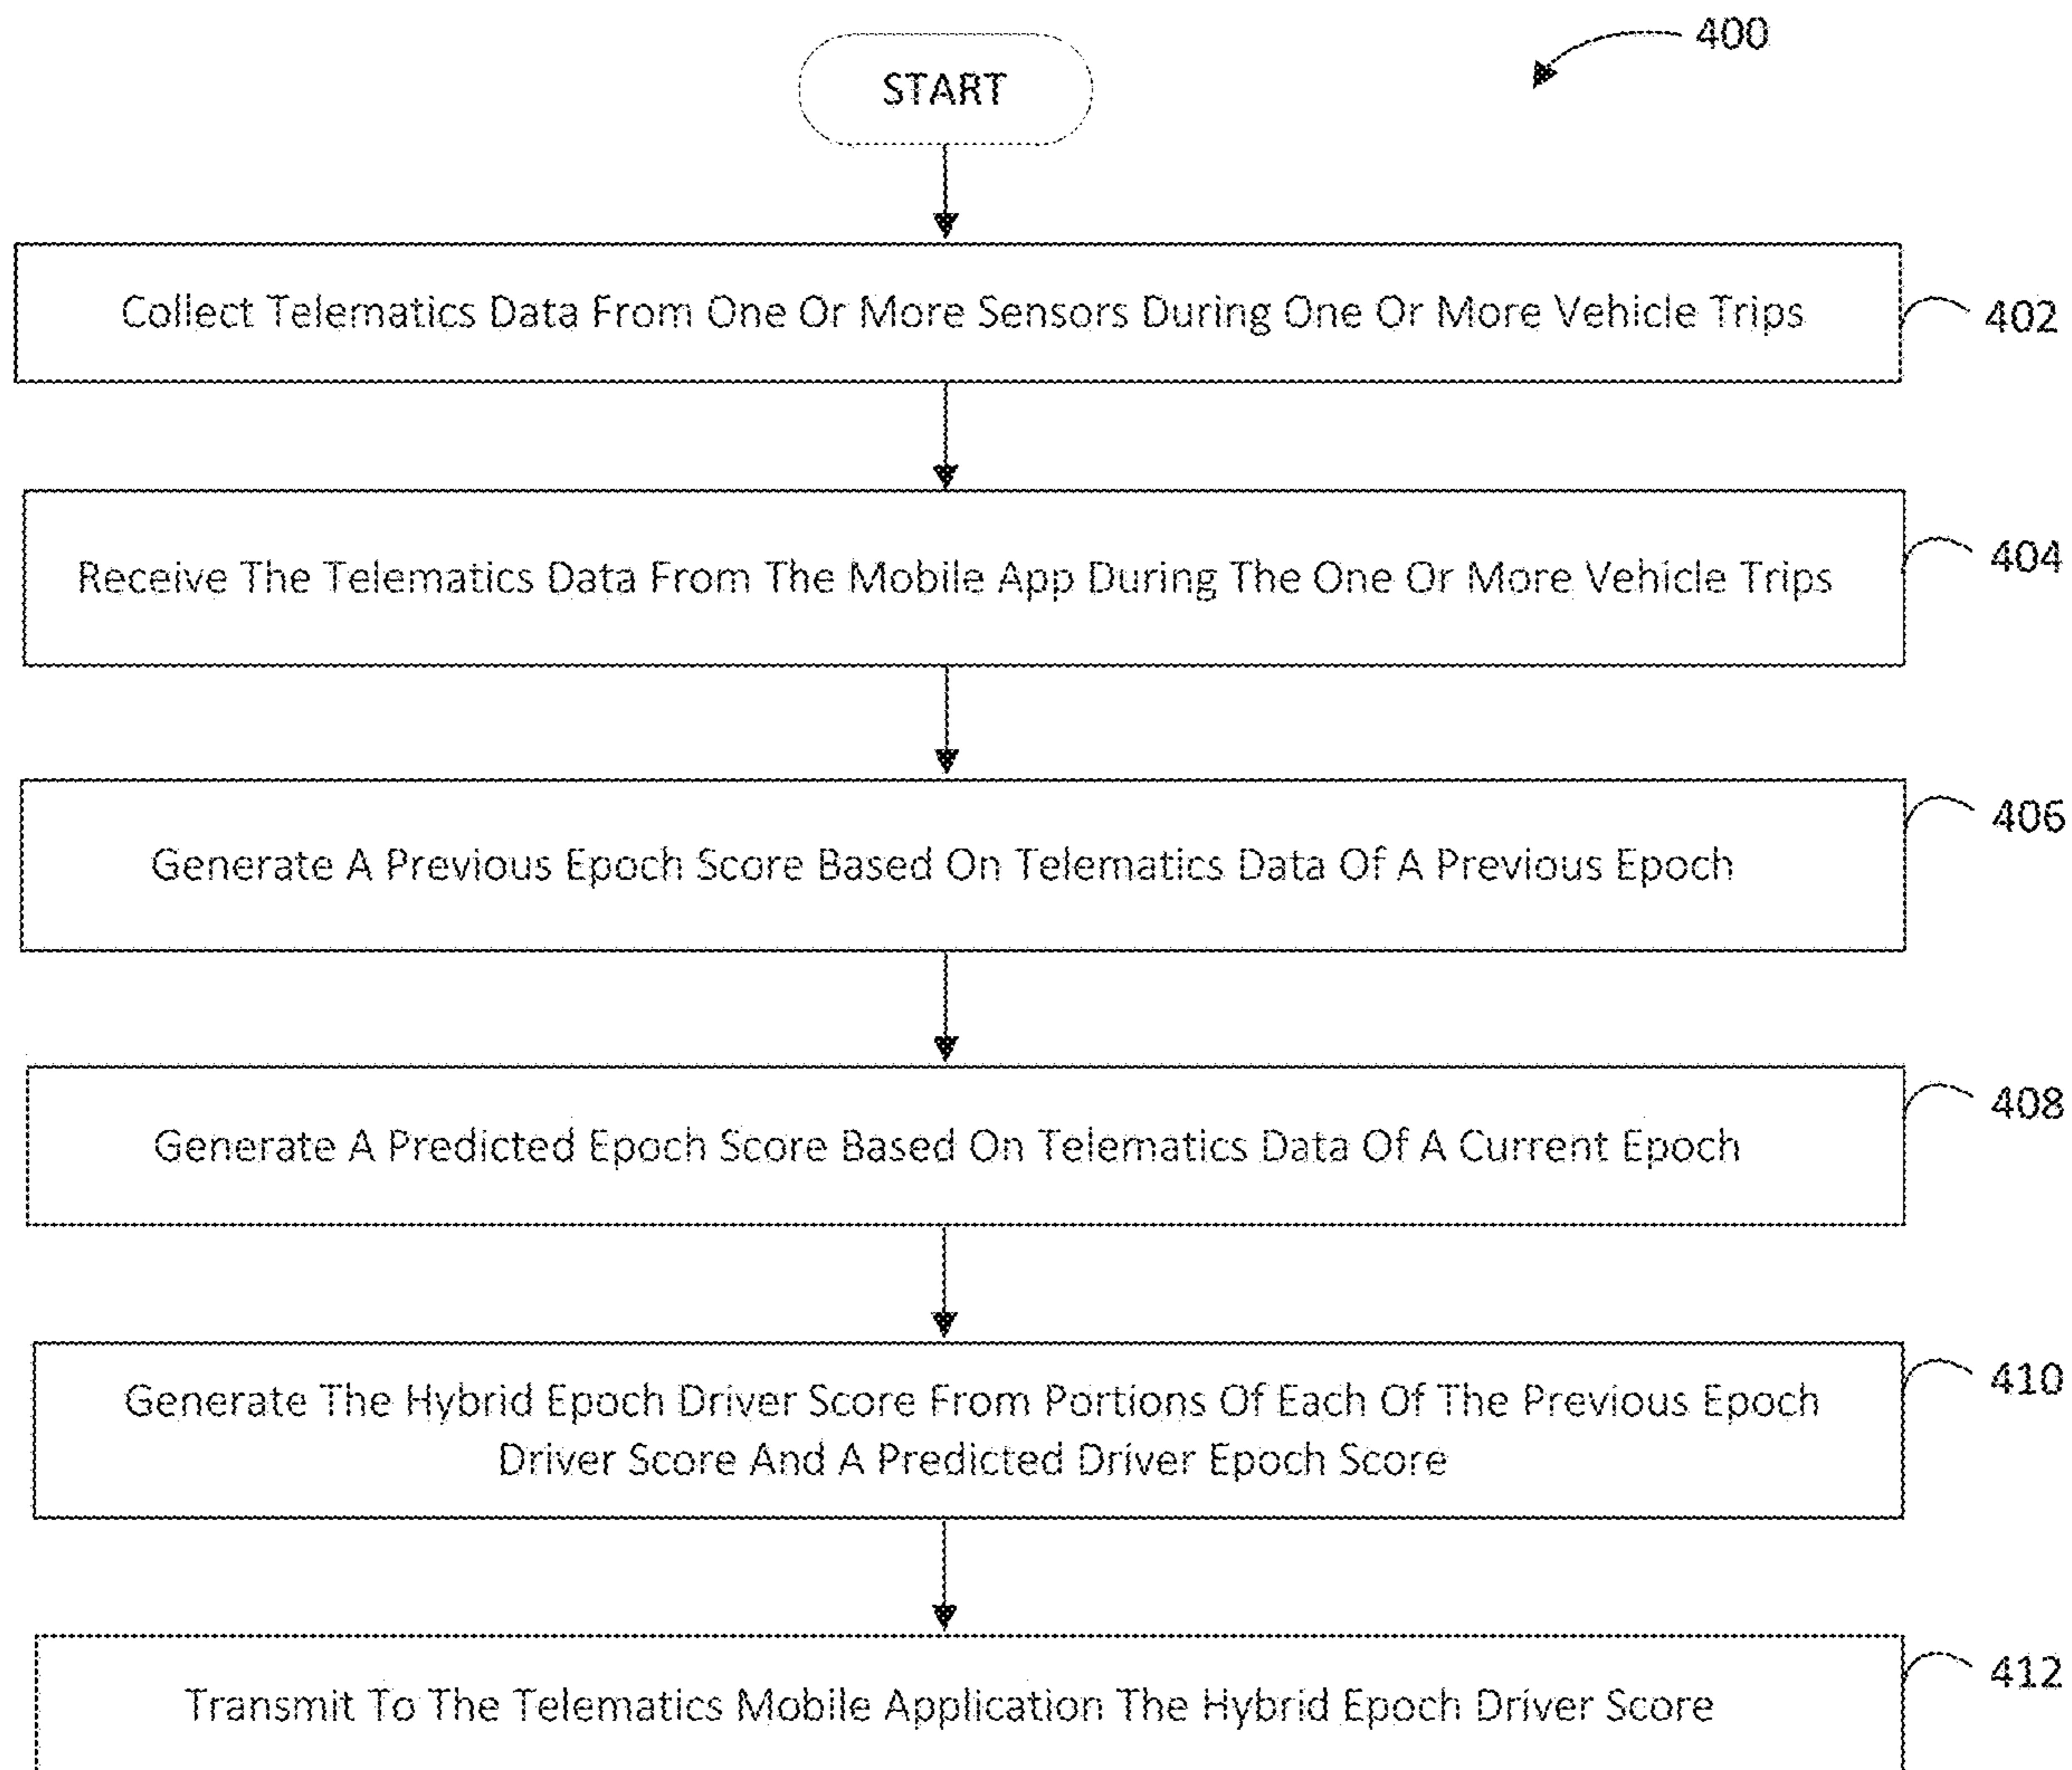 400
START
Collect Telematics Data From One Or More Sensors During One Or More Vehicle Trips
402
Receive The Telematics Data From The Mobile App During The One Or More Vehicle Trips
404
Generate A Previous Epoch Score Based On Telematics Data Of A Previous Epoch
406
Generate A Predicted Epoch Score Based On Telematics Data Of A Current Epoch
408
Generate The Hybrid Epoch Driver Score From Portions Of Each Of The Previous Epoch
Driver Score And A Predicted Driver Epoch Score
410
Transmit To The Telematics Mobile Application The Hybrid Epoch Driver Score
412